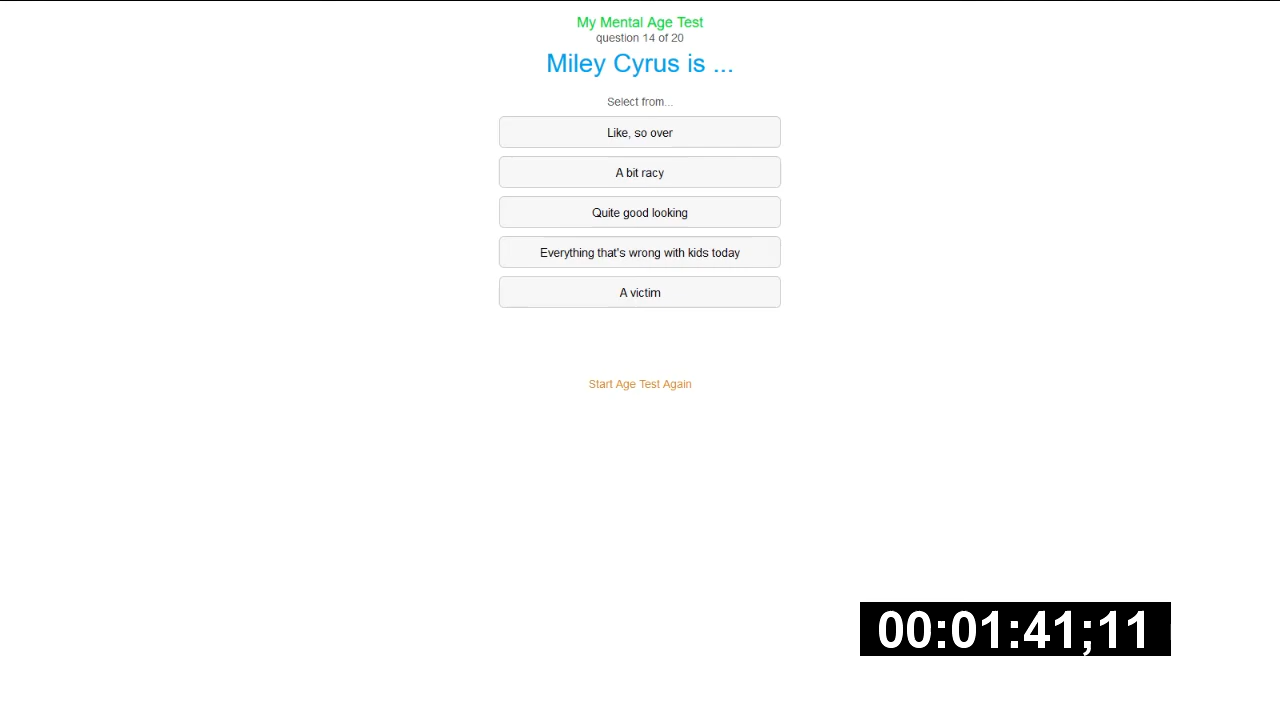 My Mental Age Test
question 14 of 20
Miley Cyrus is ...
Select from...
Like, so over
A bit racy
Quite good looking
Everything that's wrong with kids today
A victim
Start Age Test Again
00:01:41;11